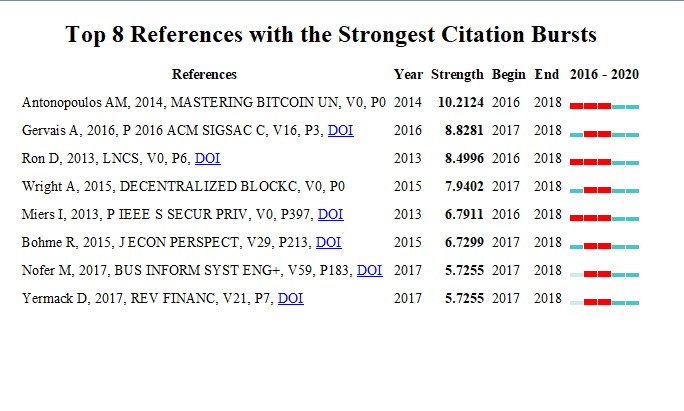 Top 8 References with the Strongest Citation Bursts
References Year Strength Begin End 2016 - 2020
Antonopoulos AM, 2014, MASTERING BITCOIN UN, V0, P0 2014 10.2124 2016 2018
Gervais A, 2016, P 2016 ACM SIGSAC C, V16, P3, DOI 2016 8.8281 2017 2018
Ron D, 2013, LNCS, V0, P6, DOI 2013 8.4996 2016 2018
Wright A, 2015, DECENTRALIZED BLOCKC, V0, P0 2015 7.9402 2017 2018
Miers I, 2013, P IEEE S SECUR PRIV, V0, P397, DOI 2013 6.7911 2016 2018
Bohme R, 2015, J ECON PERSPECT, V29, P213, DOI 2015 6.7299 2017 2018
Nofer M, 2017, BUS INFORM SYST ENG+, V59, P183, DOI 2017 5.7255 2017 2018
Yermack D, 2017, REV FINANC, V21, P7, DOI 2017 5.7255 2017 2018